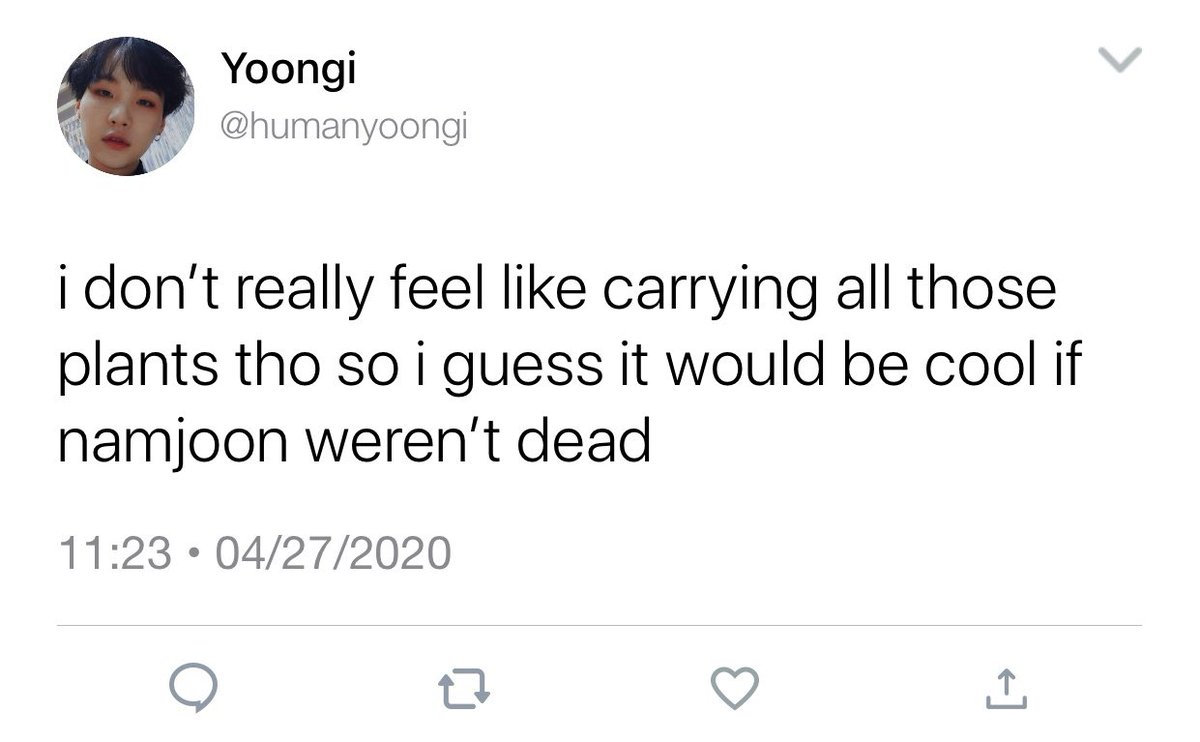 Yoongi
@humanyoongi
i don’t really feel like carrying all those
plants tho so i guess it would be cool if
namjoon weren’t dead
11:23 • 04/27/2020